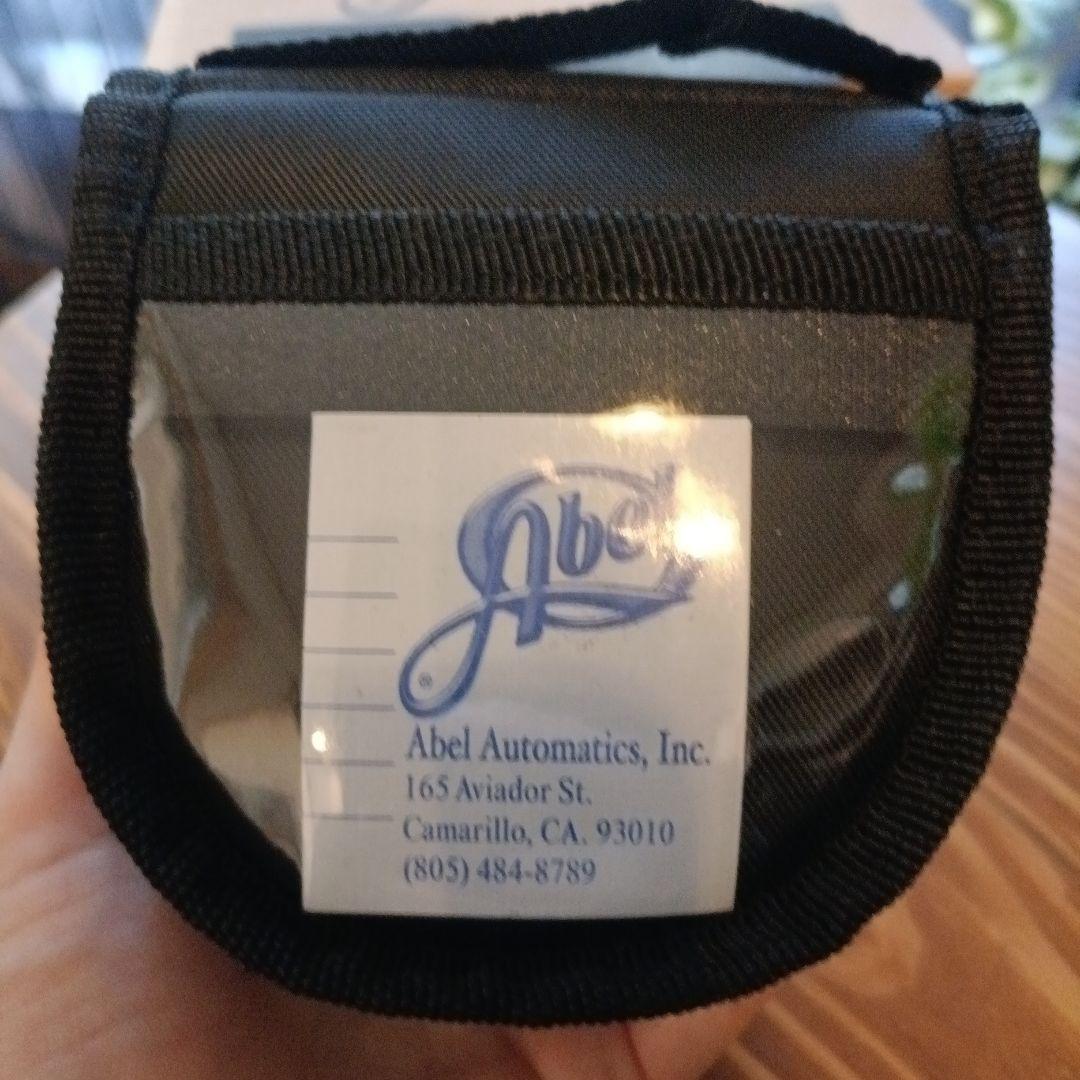 Abel
®
Abel Automatics, Inc.
165 Aviador St.
Camarillo, CA. 93010
(805) 484-8789